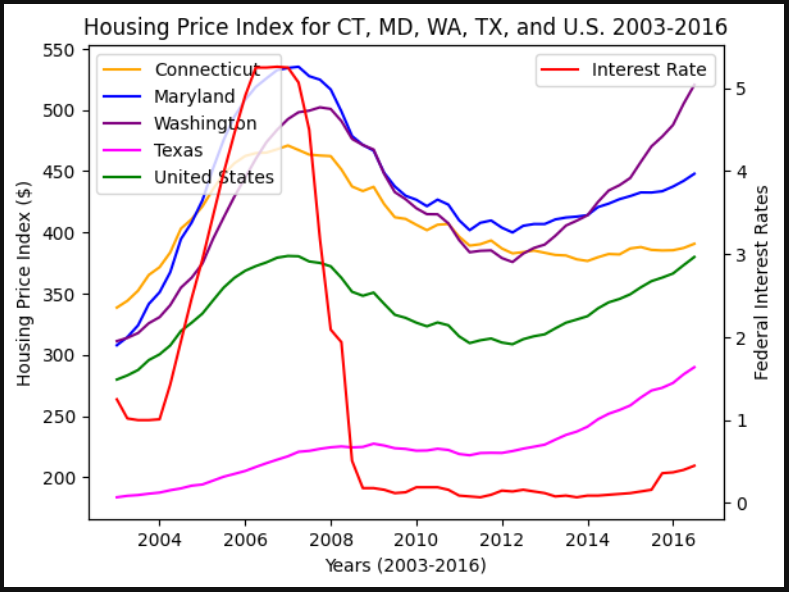 Housing Price Index for CT, MD, WA, TX, and U.S. 2003-2016
Housing Price Index ($)
550
500
450
400
350
300
250
200
Connecticut
Maryland
Washington
Texas
United States
Interest Rate
5
4
3
2
1
0
Federal Interest Rates
2004 2006 2008 2010 2012 2014 2016
Years (2003-2016)